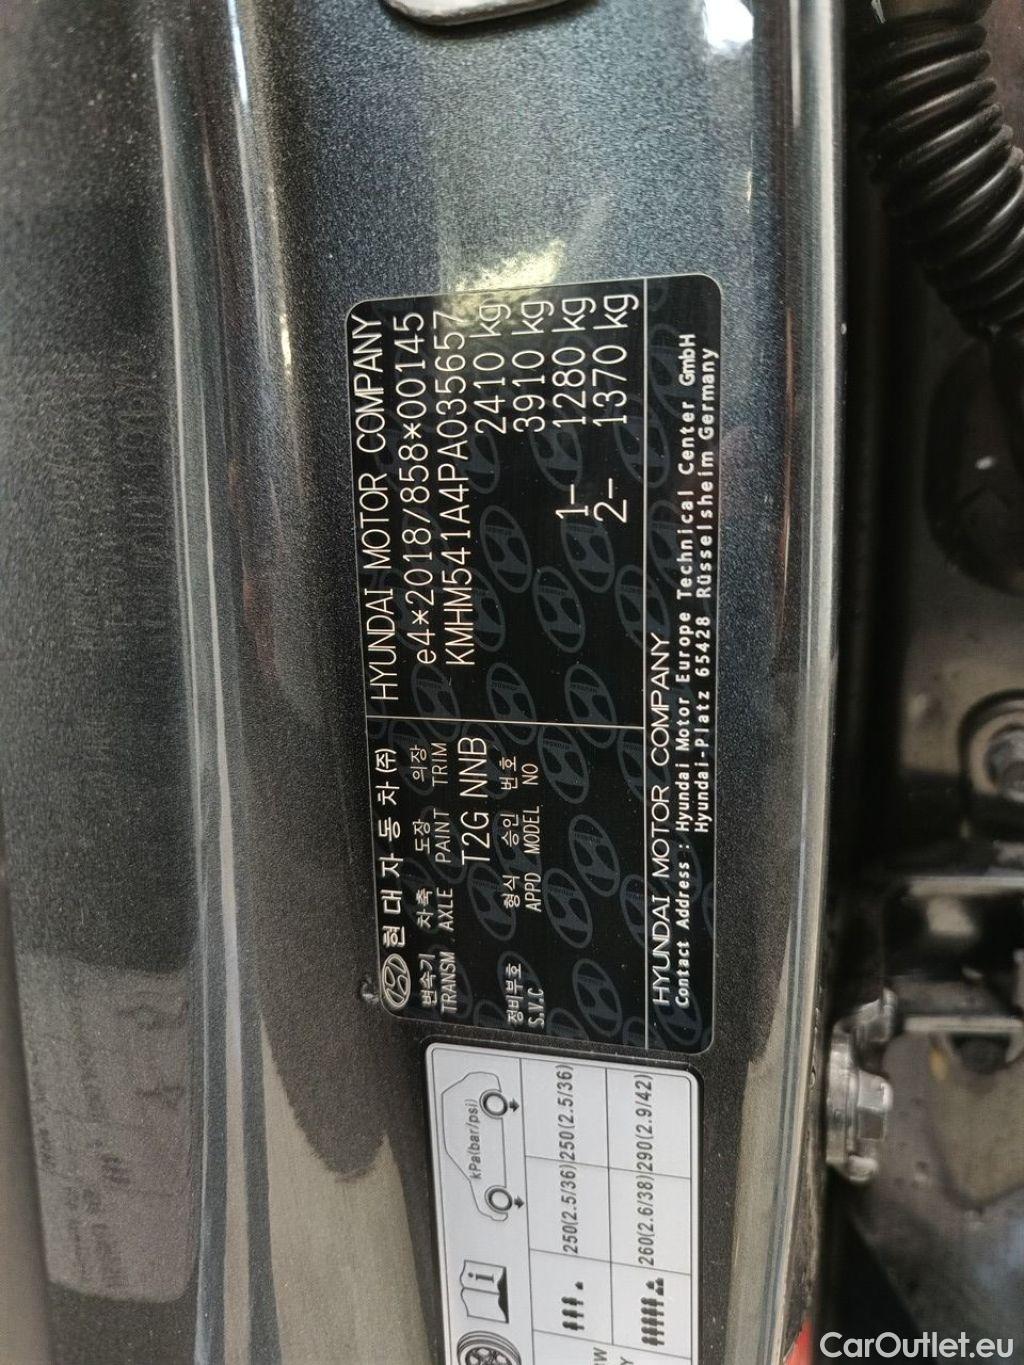 현대자동차(주)
HYUNDAI MOTOR COMPANY
변속기 차축 도장 의장
TRANSM AXLE PAINT TRIM
T2G NNB
정비부호 형식 승인 번호
S.V.C APPD MODEL NO
e4*2018/858*00145
KMHM541A4PA035657
2410 kg
3910 kg
1- 1280 kg
2- 1370 kg
HYUNDAI MOTOR COMPANY
Contact Address : Hyundai Motor Europe Technical Center GmbH
Hyundai-Platz 65428 Rüsselsheim Germany
kPa(bar/psi)
250(2.5/36) 250(2.5/36)
260(2.6/38) 290(2.9/42)
CarOutlet.eu